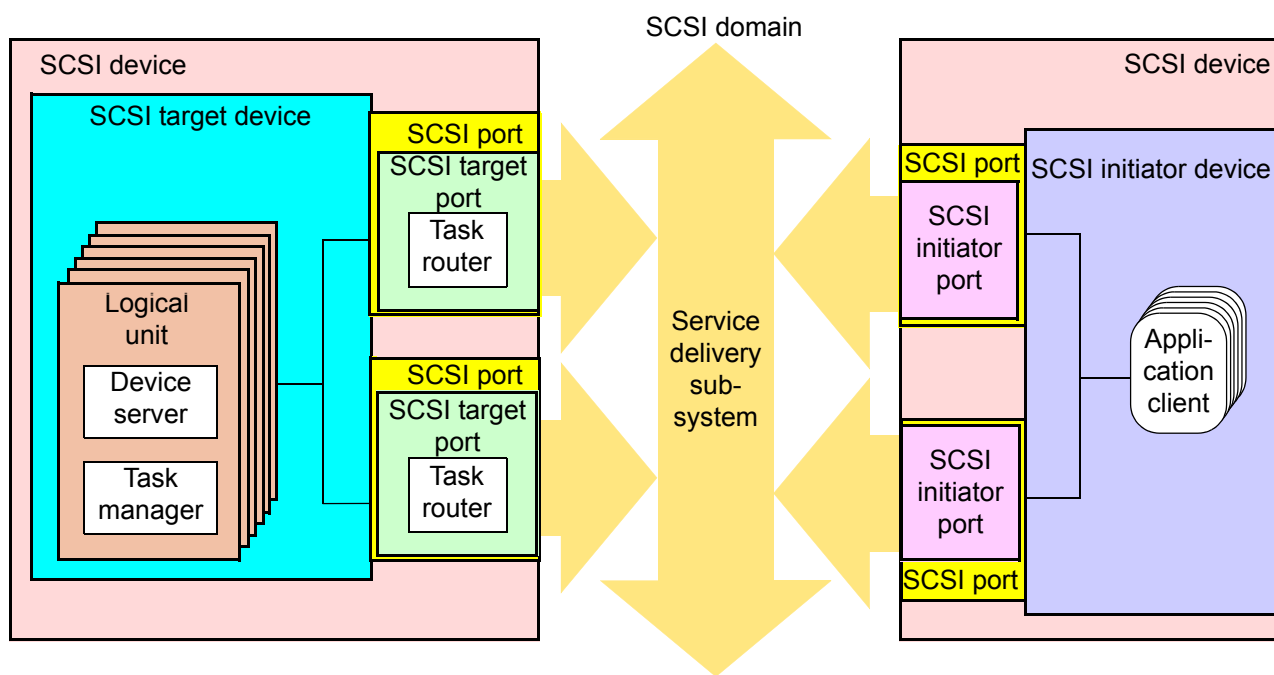 SCSI domain
SCSI device
SCSI target device
SCSI port
SCSI target
port
Task
router
Logical
unit
Device
server
Task
manager
SCSI port
SCSI target
port
Task
router
Service
delivery
sub-
system
SCSI device
SCSI port
SCSI initiator device
SCSI
initiator
port
Appli-
cation
client
SCSI
initiator
port
SCSI port